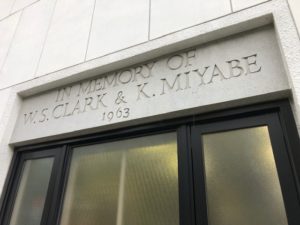 IN MEMORY OF
W. S. CLARK & K. MIYABE
1963